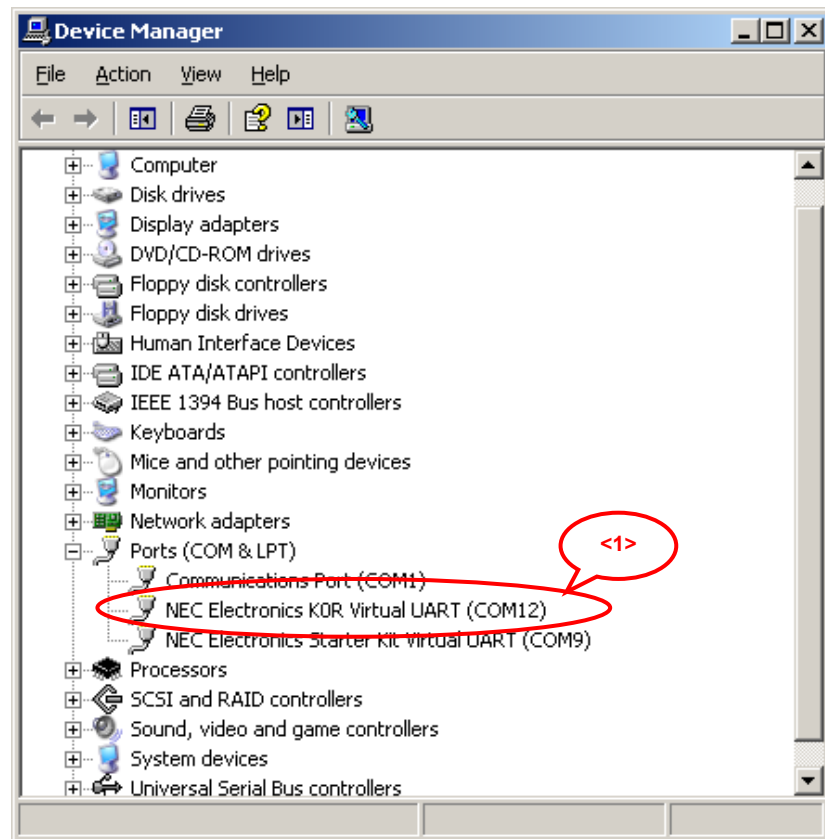 Device Manager
File Action View Help
Computer
Disk drives
Display adapters
DVD/CD-ROM drives
Floppy disk controllers
Floppy disk drives
Human Interface Devices
IDE ATA/ATAPI controllers
IEEE 1394 Bus host controllers
Keyboards
Mice and other pointing devices
Monitors
Network adapters
Ports (COM & LPT)
<1>
Communications Port (COM1)
NEC Electronics K0R Virtual UART (COM12)
NEC Electronics Starter Kit Virtual UART (COM9)
Processors
SCSI and RAID controllers
Sound, video and game controllers
System devices
Universal Serial Bus controllers